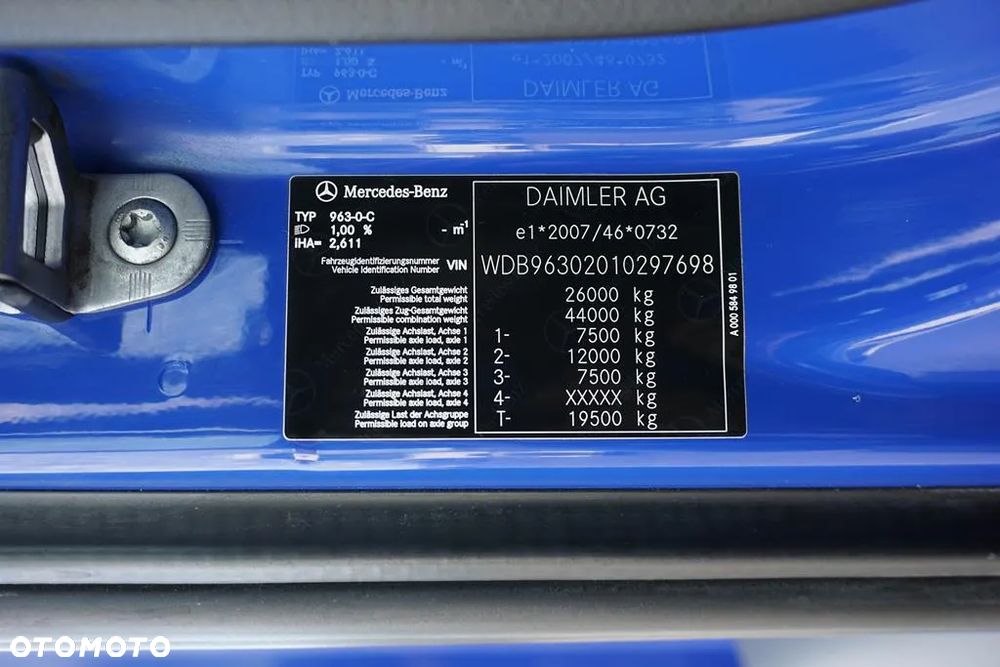 Mercedes-Benz
TYP 963-0-C
1,00 % - m⁻¹
iHA= 2,611
DAIMLER AG
e1*2007/46*0732
Fahrzeugidentifizierungsnummer
Vehicle Identification Number
VIN WDB96302010297698
Zulässiges Gesamtgewicht
Permissible total weight
26000 kg
Zulässiges Zug-Gesamtgewicht
Permissible combination weight
44000 kg
Zulässige Achslast, Achse 1
Permissible axle load, axle 1
1- 7500 kg
Zulässige Achslast, Achse 2
Permissible axle load, axle 2
2- 12000 kg
Zulässige Achslast, Achse 3
Permissible axle load, axle 3
3- 7500 kg
Zulässige Achslast, Achse 4
Permissible axle load, axle 4
4- XXXXX kg
Zulässige Last der Achsgruppe
Permissible load on axle group
T- 19500 kg
A 000 584 98 01
OTOMOTO